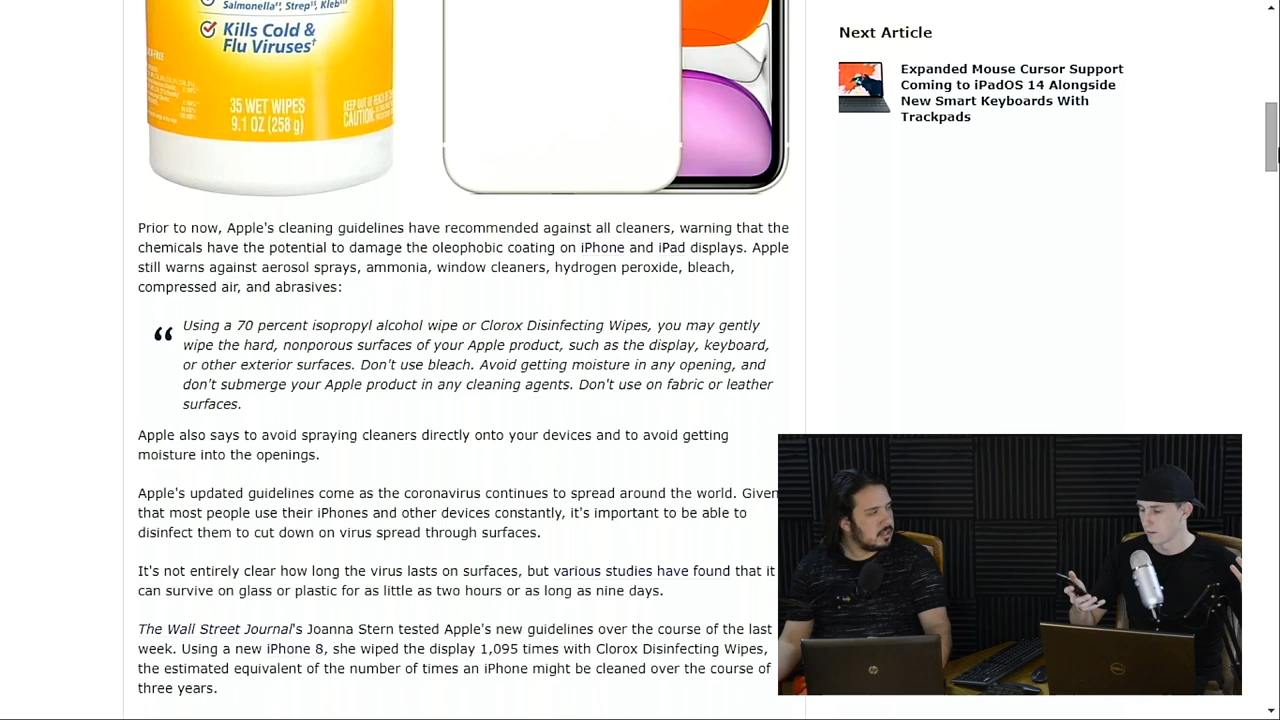 Salmonella‡‡, Strep‡‡, Kleb‡‡‡
Kills Cold &
Flu Viruses†
35 WET WIPES
9.1 OZ (258 g)
KEEP OUT OF REACH OF
CAUTION:
Next Article
Expanded Mouse Cursor Support
Coming to iPadOS 14 Alongside
New Smart Keyboards With
Trackpads
Prior to now, Apple's cleaning guidelines have recommended against all cleaners, warning that the
chemicals have the potential to damage the oleophobic coating on iPhone and iPad displays. Apple
still warns against aerosol sprays, ammonia, window cleaners, hydrogen peroxide, bleach,
compressed air, and abrasives:
“ Using a 70 percent isopropyl alcohol wipe or Clorox Disinfecting Wipes, you may gently
wipe the hard, nonporous surfaces of your Apple product, such as the display, keyboard,
or other exterior surfaces. Don't use bleach. Avoid getting moisture in any opening, and
don't submerge your Apple product in any cleaning agents. Don't use on fabric or leather
surfaces.
Apple also says to avoid spraying cleaners directly onto your devices and to avoid getting
moisture into the openings.
Apple's updated guidelines come as the coronavirus continues to spread around the world. Given
that most people use their iPhones and other devices constantly, it's important to be able to
disinfect them to cut down on virus spread through surfaces.
It's not entirely clear how long the virus lasts on surfaces, but various studies have found that it
can survive on glass or plastic for as little as two hours or as long as nine days.
The Wall Street Journal's Joanna Stern tested Apple's new guidelines over the course of the last
week. Using a new iPhone 8, she wiped the display 1,095 times with Clorox Disinfecting Wipes,
the estimated equivalent of the number of times an iPhone might be cleaned over the course of
three years.
hp
DELL